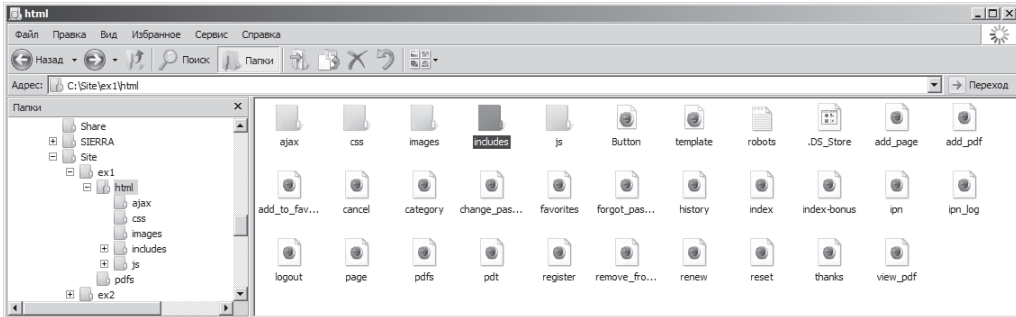 html
Файл Правка Вид Избранное Сервис Справка
Назад Поиск Папки
Адрес: C:\Site\ex1\html Переход
Папки
Share
SIERRA
Site
ex1
html
ajax
css
images
includes
js
pdfs
ex2
ajax css images includes js Button template robots .DS_Store add_page add_pdf
add_to_fav... cancel category change_pas... favorites forgot_pas... history index index-bonus ipn ipn_log
logout page pdfs pdt register remove_fro... renew reset thanks view_pdf